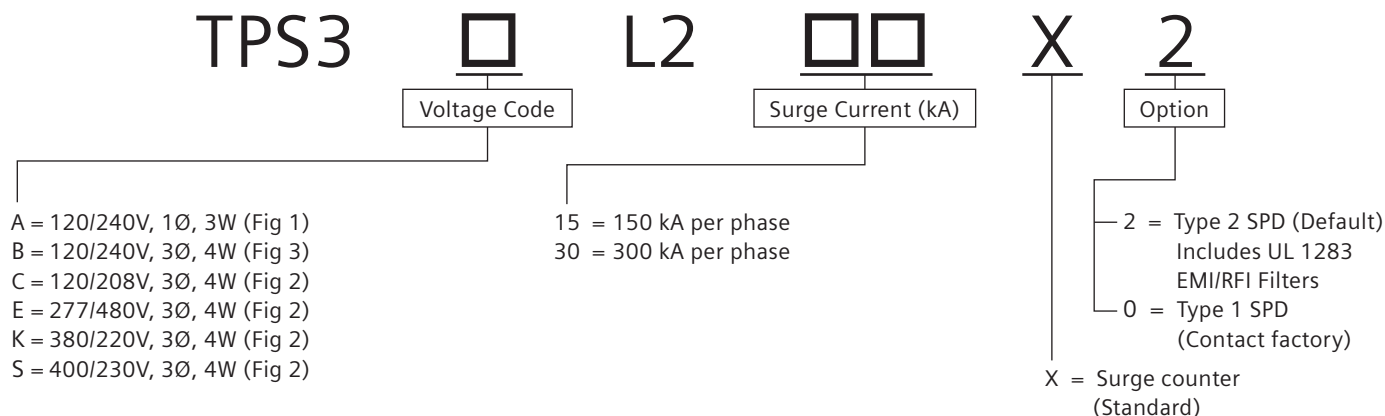 TPS3 □ L2 □□ X 2
Voltage Code
Surge Current (kA)
Option
A = 120/240V, 1Ø, 3W (Fig 1)
B = 120/240V, 3Ø, 4W (Fig 3)
C = 120/208V, 3Ø, 4W (Fig 2)
E = 277/480V, 3Ø, 4W (Fig 2)
K = 380/220V, 3Ø, 4W (Fig 2)
S = 400/230V, 3Ø, 4W (Fig 2)
15 = 150 kA per phase
30 = 300 kA per phase
2 = Type 2 SPD (Default)
Includes UL 1283
EMI/RFI Filters
0 = Type 1 SPD
(Contact factory)
X = Surge counter
(Standard)